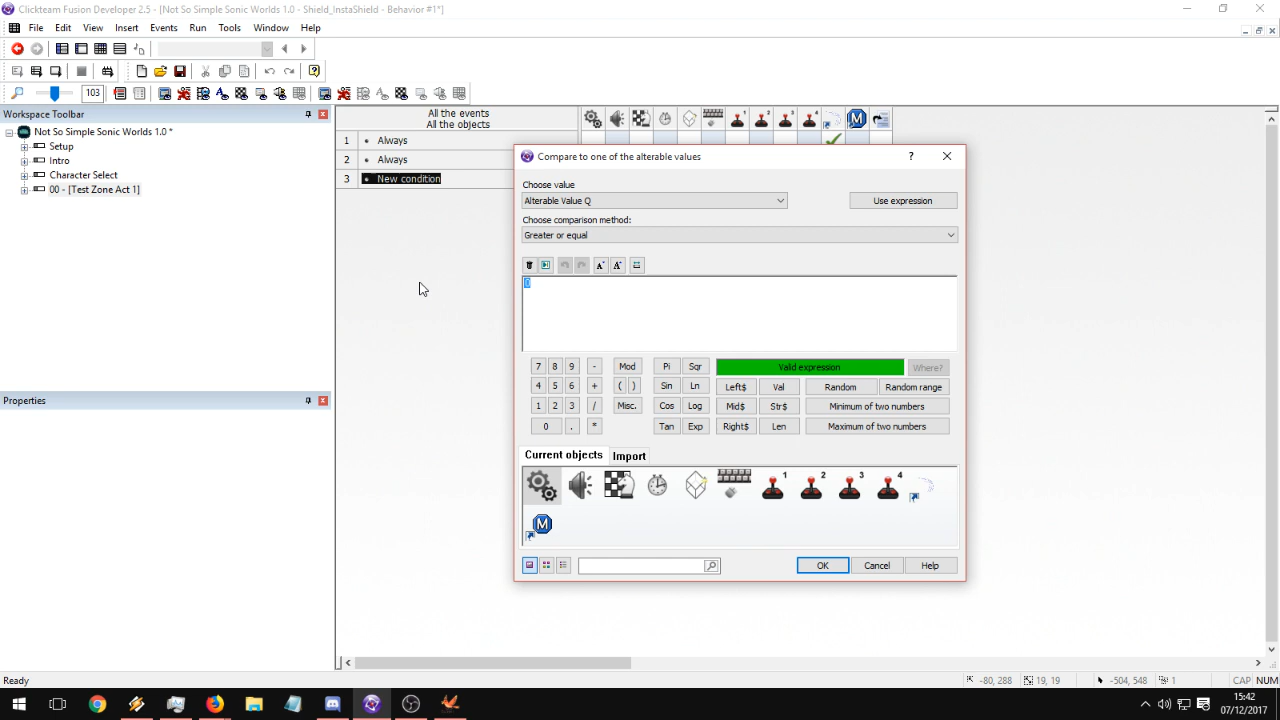 Clickteam Fusion Developer 2.5 - [Not So Simple Sonic Worlds 1.0 - Shield_InstaShield - Behavior #1*]
File Edit View Insert Events Run Tools Window Help
103
Workspace Toolbar
Not So Simple Sonic Worlds 1.0 *
Setup
Intro
Character Select
00 - [Test Zone Act 1]
Properties
All the events
All the objects
1 Always
2 Always
3 New condition
Compare to one of the alterable values
?
Choose value
Alterable Value Q
Use expression
Choose comparison method:
Greater or equal
0
7 8 9 - Mod Pi Sqr Valid expression Where?
4 5 6 + ( ) Sin Ln Left$ Val Random Random range
1 2 3 / Misc. Cos Log Mid$ Str$ Minimum of two numbers
0 . * Tan Exp Right$ Len Maximum of two numbers
Current objects Import
1 2 3 4
M
OK Cancel Help
Ready
-80, 288 19, 19 -504, 548 1 CAP NUM
15:42
07/12/2017